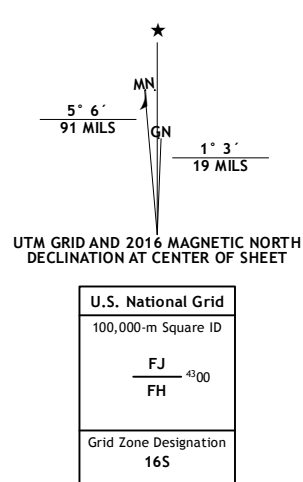 ★
MN
5° 6´
91 MILS
GN
1° 3´
19 MILS
UTM GRID AND 2016 MAGNETIC NORTH
DECLINATION AT CENTER OF SHEET
U.S. National Grid
100,000-m Square ID
FJ
4300
FH
Grid Zone Designation
16S